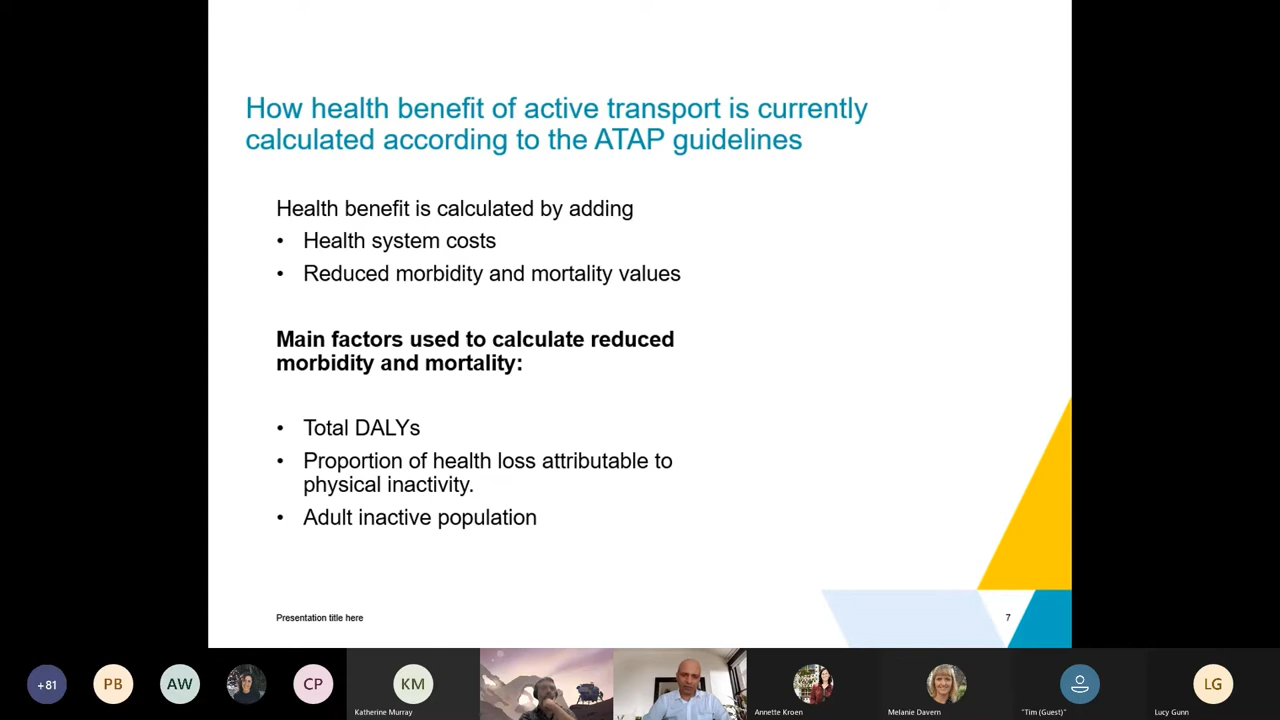 How health benefit of active transport is currently
calculated according to the ATAP guidelines
Health benefit is calculated by adding
• Health system costs
• Reduced morbidity and mortality values
Main factors used to calculate reduced
morbidity and mortality:
• Total DALYs
• Proportion of health loss attributable to
physical inactivity.
• Adult inactive population
Presentation title here
7
+81
PB
AW
CP
KM
LG
Katherine Murray
Annette Kroen
Melanie Davern
"Tim (Guest)"
Lucy Gunn